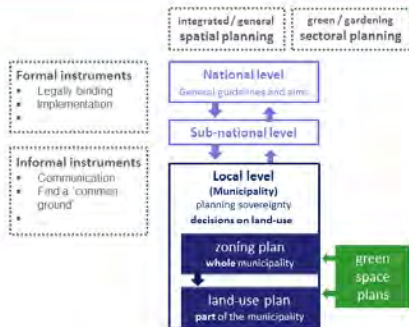 integrated / general
spatial planning
green / gardening
sectoral planning
Formal instruments
Legally binding
Implementation
National level
General guidelines and aims
Sub-national level
Informal instruments
Communication
Find a 'common
ground'
Local level
(Municipality)
planning sovereignty
decisions on land-use
zoning plan
whole municipality
green
space
plans
land-use plan
part of the municipality